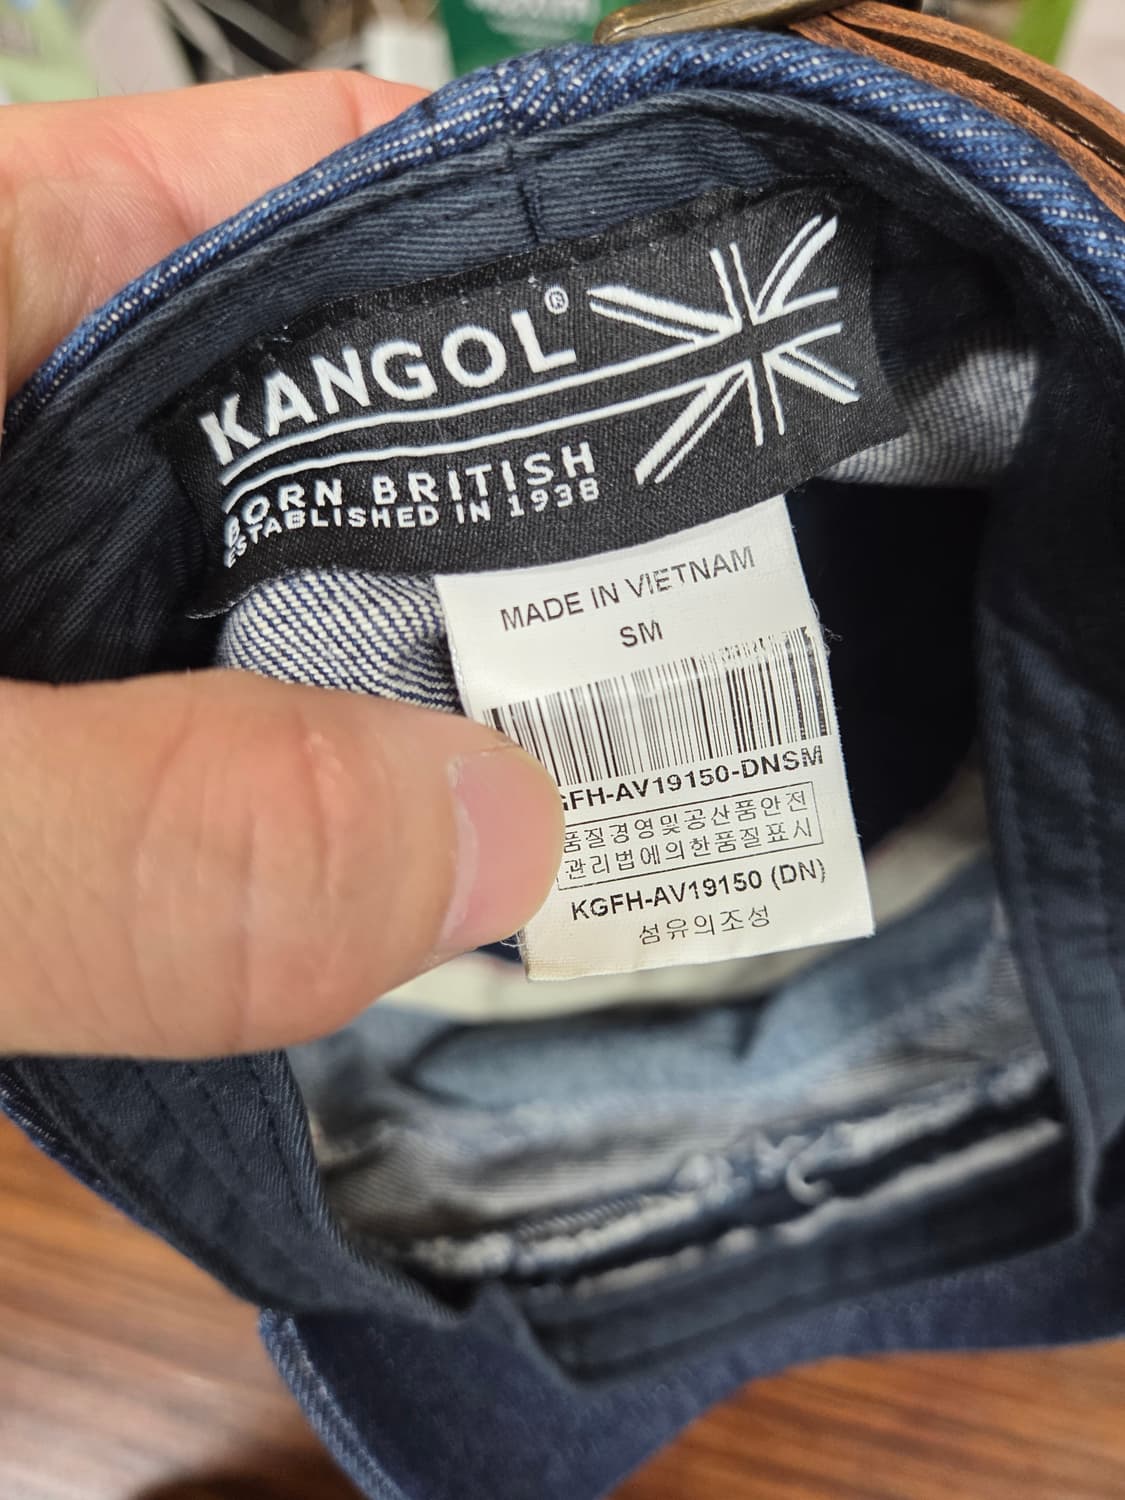 KANGOL®
BORN BRITISH
ESTABLISHED IN 1938
MADE IN VIETNAM
SM
GFH-AV19150-DNSM
품질경영및공산품안전
관리법에의한품질표시
KGFH-AV19150 (DN)
섬유의조성